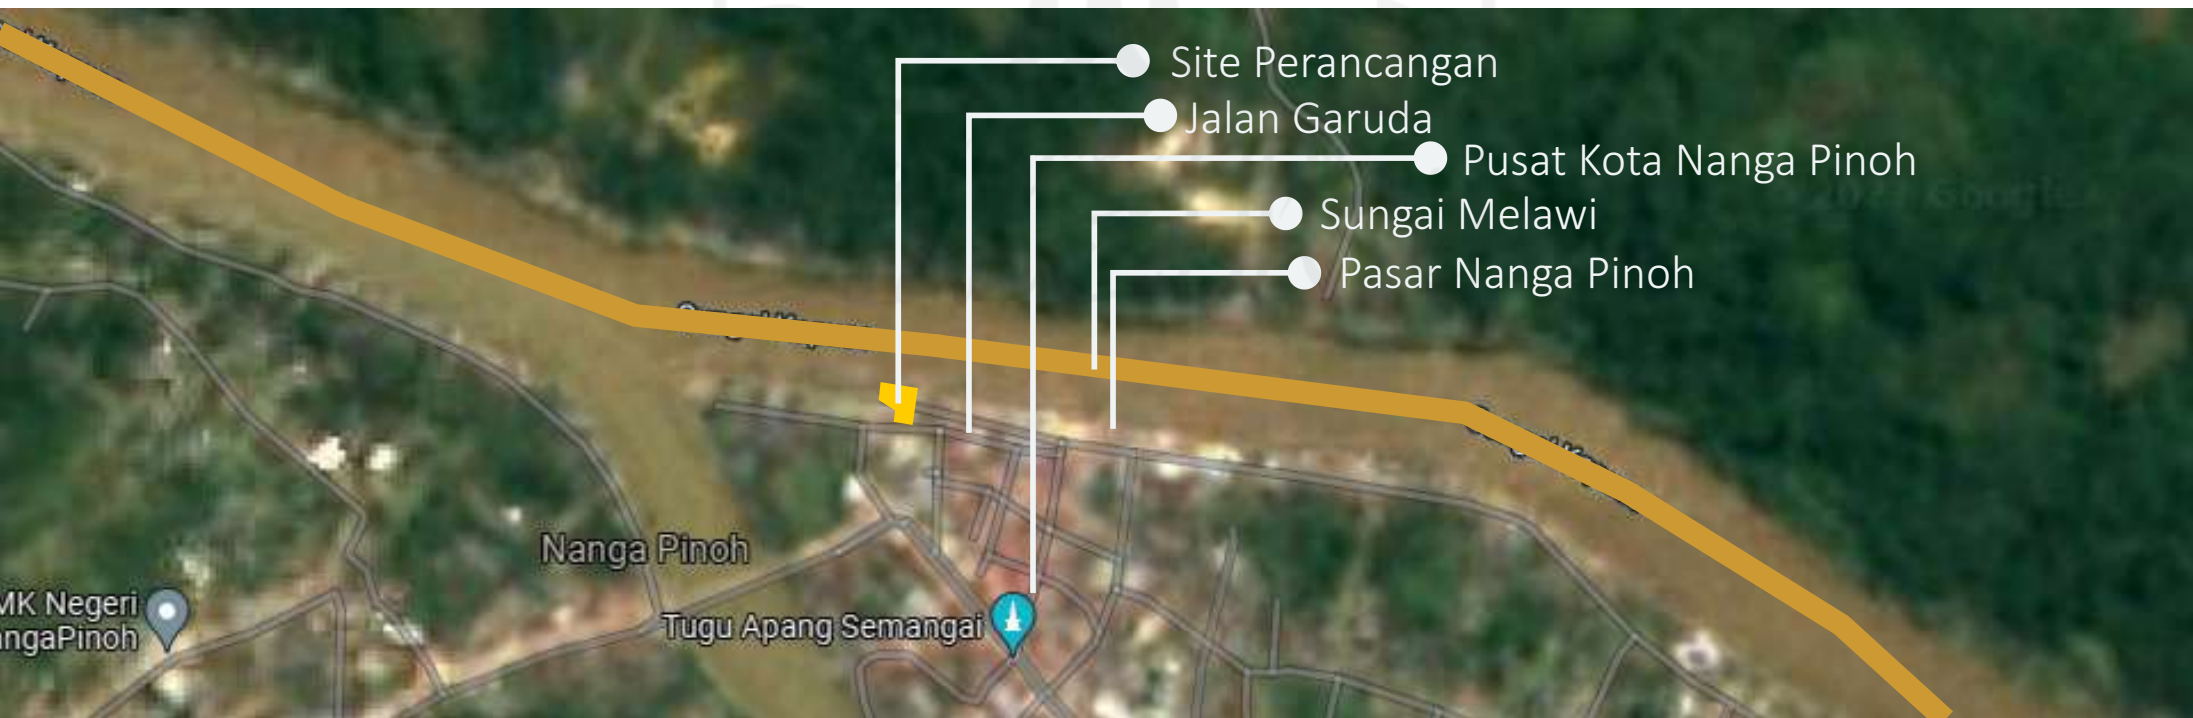 Site Perancangan
Jalan Garuda
Pusat Kota Nanga Pinoh
Sungai Melawi
Pasar Nanga Pinoh
Nanga Pinoh
MK Negeri
ngaPinoh
Tugu Apang Semangai